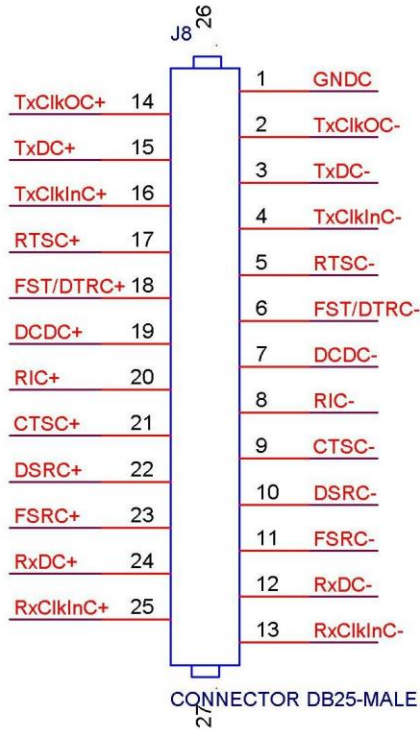 26
J8
1 GNDC
TxClkOC+ 14
2 TxClkOC-
TxDC+ 15
3 TxDC-
TxClkInC+ 16
4 TxClkInC-
RTSC+ 17
5 RTSC-
FST/DTRC+ 18
6 FST/DTRC-
DCDC+ 19
7 DCDC-
RIC+ 20
8 RIC-
CTSC+ 21
9 CTSC-
DSRC+ 22
10 DSRC-
FSRC+ 23
11 FSRC-
RxDC+ 24
12 RxDC-
RxClkInC+ 25
13 RxClkInC-
CONNECTOR DB25-MALE
27